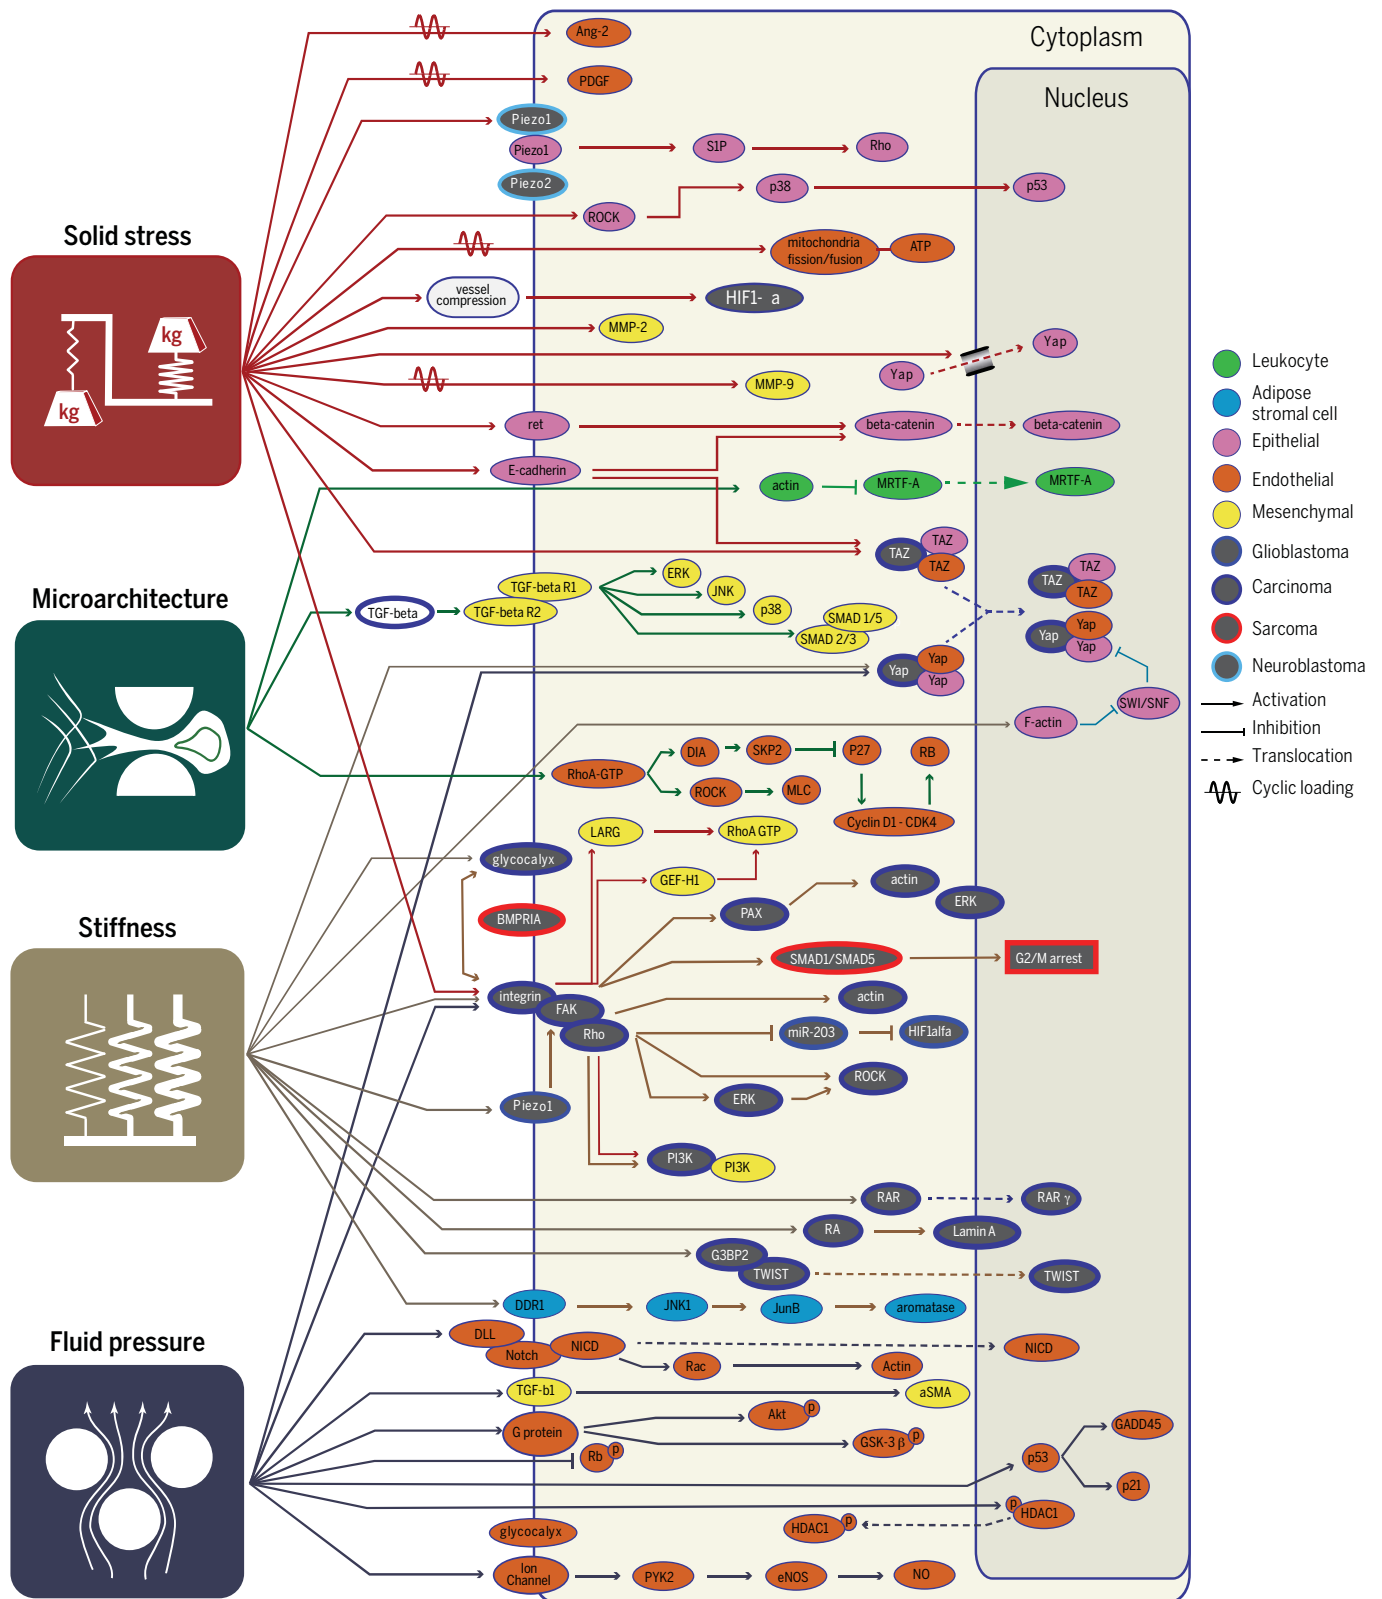 Cytoplasm
Nucleus
Ang-2
PDGF
Piezo1
Piezo1
S1P
Rho
Piezo2
p38
p53
ROCK
Solid stress
kg
kg
mitochondria
fission/fusion
ATP
vessel
compression
HIF1- a
MMP-2
Yap
Yap
MMP-9
ret
beta-catenin
beta-catenin
E-cadherin
actin
MRTF-A
MRTF-A
TAZ
TAZ
TAZ
TAZ
TAZ
TAZ
Leukocyte
Adipose
stromal cell
Epithelial
Endothelial
Mesenchymal
Glioblastoma
Carcinoma
Sarcoma
Neuroblastoma
Activation
Inhibition
Translocation
Cyclic loading
Microarchitecture
TGF-beta
TGF-beta R1
TGF-beta R2
ERK
JNK
p38
SMAD 1/5
SMAD 2/3
Yap
Yap
Yap
Yap
Yap
Yap
SWI/SNF
F-actin
RhoA-GTP
DIA
SKP2
P27
RB
ROCK
MLC
Cyclin D1 - CDK4
LARG
RhoA GTP
glycocalyx
GEF-H1
actin
ERK
PAX
BMPRIA
Stiffness
SMAD1/SMAD5
G2/M arrest
integrin
FAK
Rho
actin
miR-203
HIF1alfa
ROCK
ERK
Piezo1
PI3K
PI3K
RAR
RAR γ
RA
Lamin A
G3BP2
TWIST
TWIST
DDR1
JNK1
JunB
aromatase
Fluid pressure
DLL
Notch
NICD
NICD
Rac
Actin
TGF-b1
aSMA
G protein
Akt
p
GSK-3 β
p
Rb
p
p53
GADD45
p21
p
HDAC1
HDAC1
p
glycocalyx
Ion
Channel
PYK2
eNOS
NO